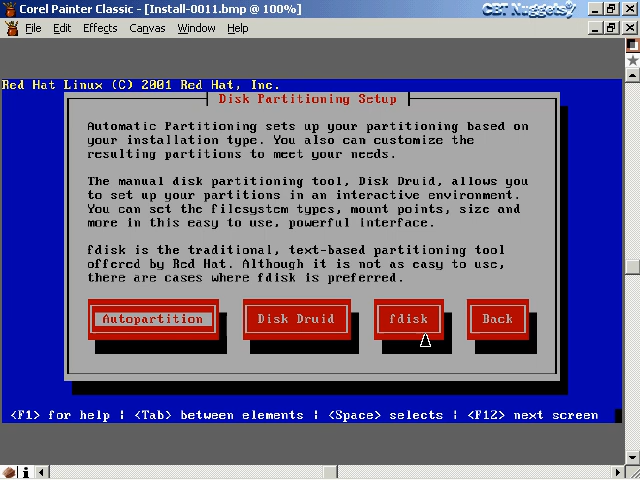 Corel Painter Classic - [Install-0011.bmp @ 100%]
CBT Nuggets
File Edit Effects Canvas Window Help
Red Hat Linux (C) 2001 Red Hat, Inc.
Disk Partitioning Setup
Automatic Partitioning sets up your partitioning based on
your installation type. You also can customize the
resulting partitions to meet your needs.
The manual disk partitioning tool, Disk Druid, allows you
to set up your partitions in an interactive environment.
You can set the filesystem types, mount points, size and
more in this easy to use, powerful interface.
fdisk is the traditional, text-based partitioning tool
offered by Red Hat. Although it is not as easy to use,
there are cases where fdisk is preferred.
Autopartition Disk Druid fdisk Back
<F1> for help | <Tab> between elements | <Space> selects | <F12> next screen